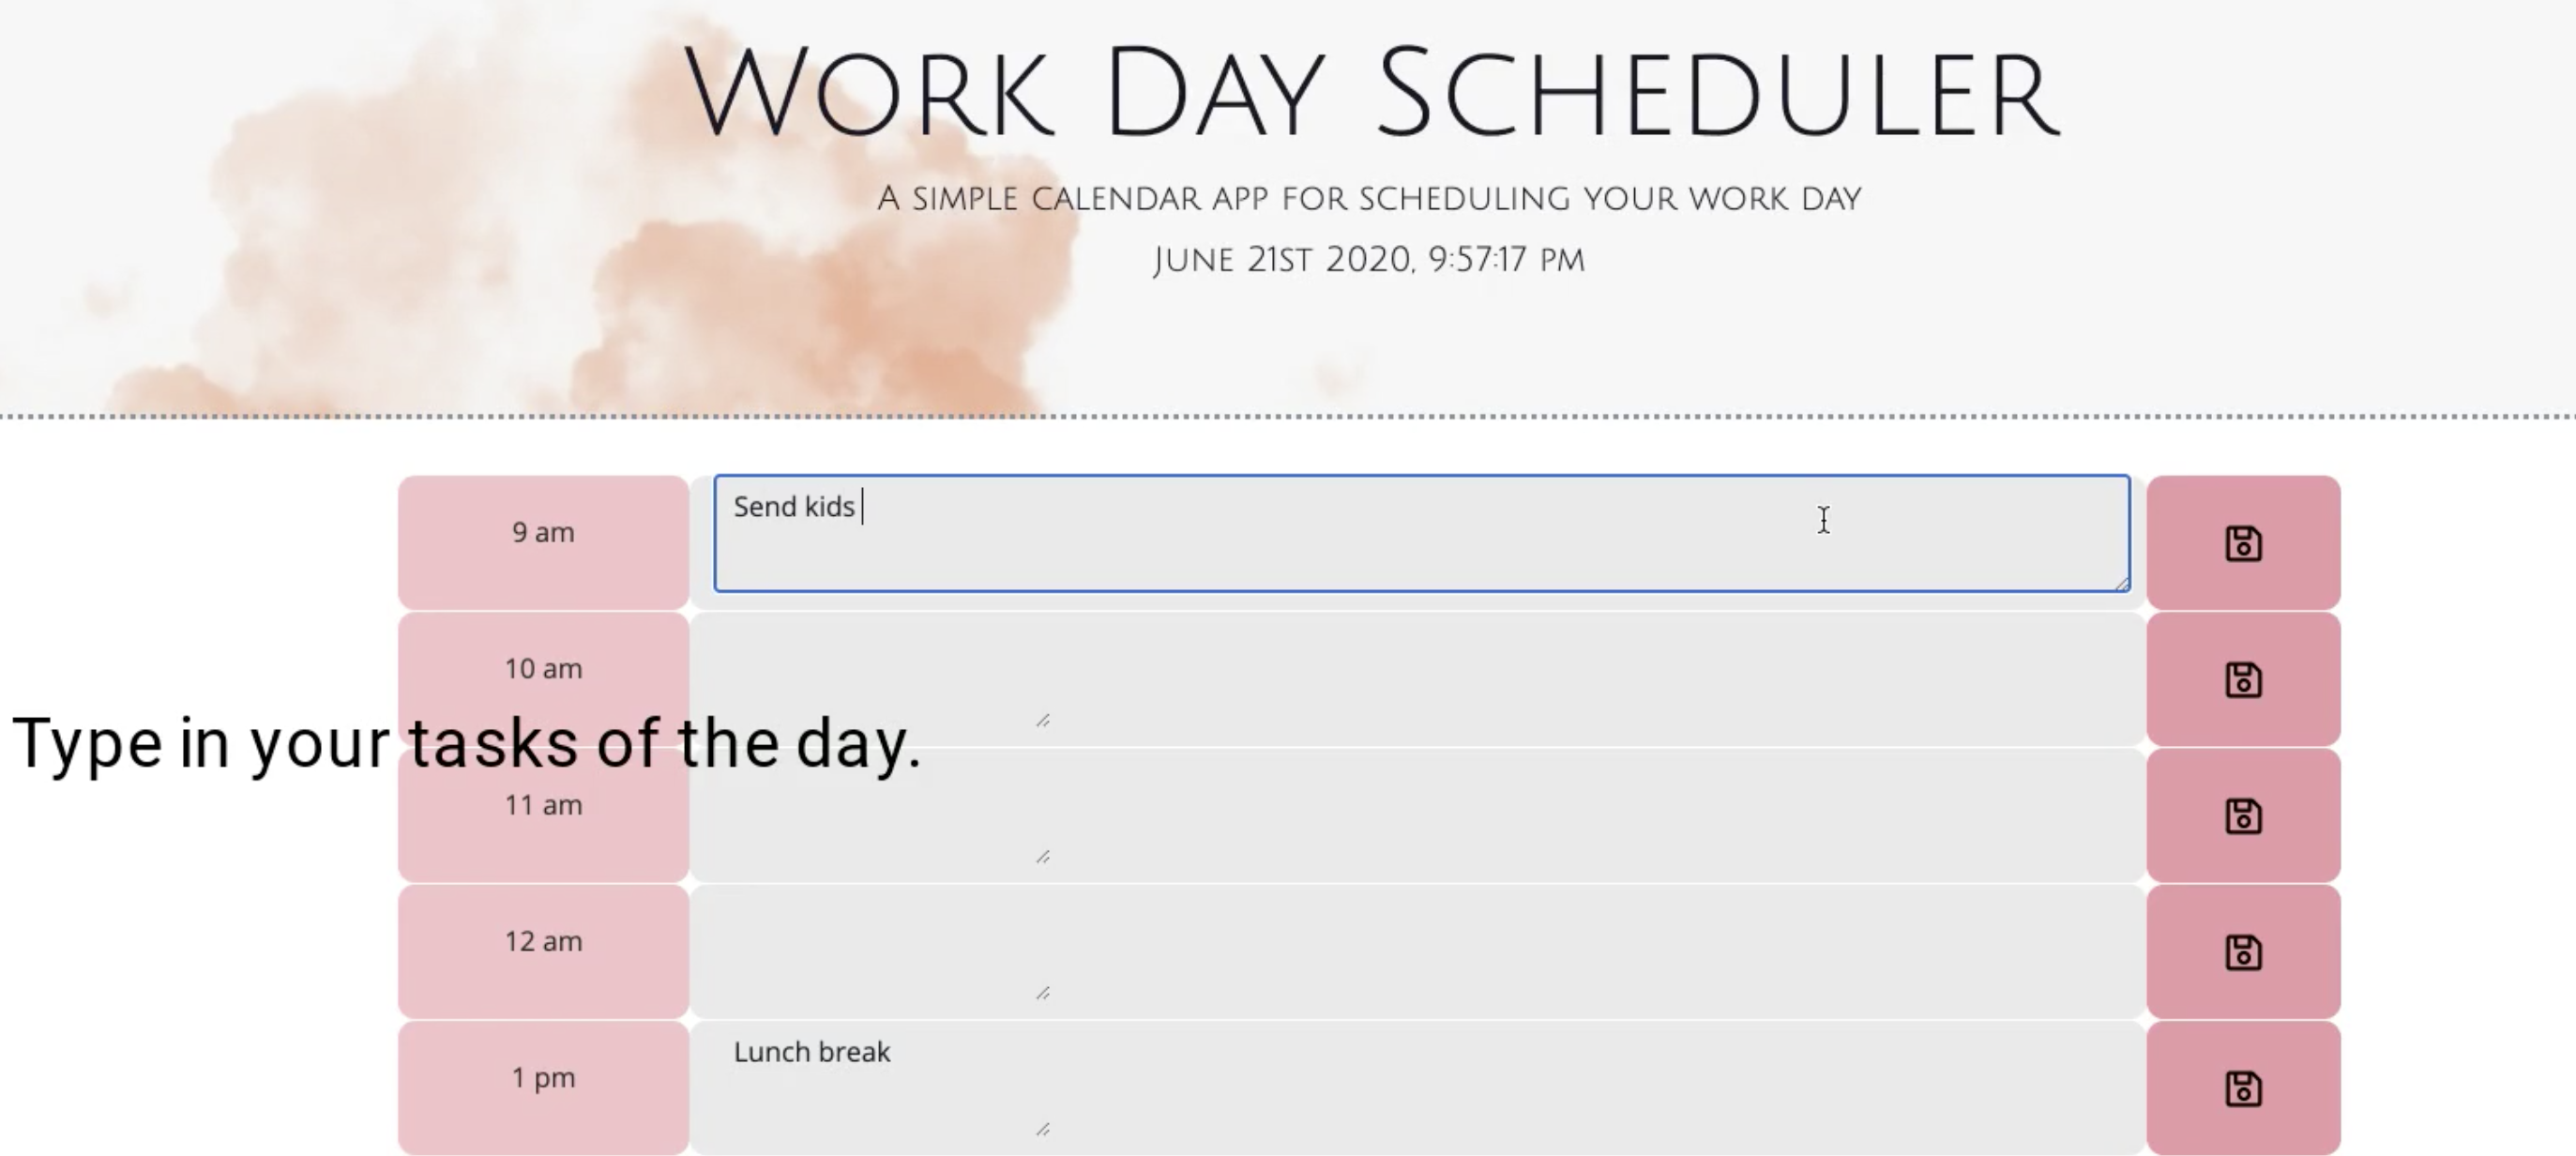 Work Day Scheduler
A simple calendar app for scheduling your work day
June 21st 2020, 9:57:17 pm
9 am
Send kids
10 am
Type in your tasks of the day.
11 am
12 am
1 pm
Lunch break